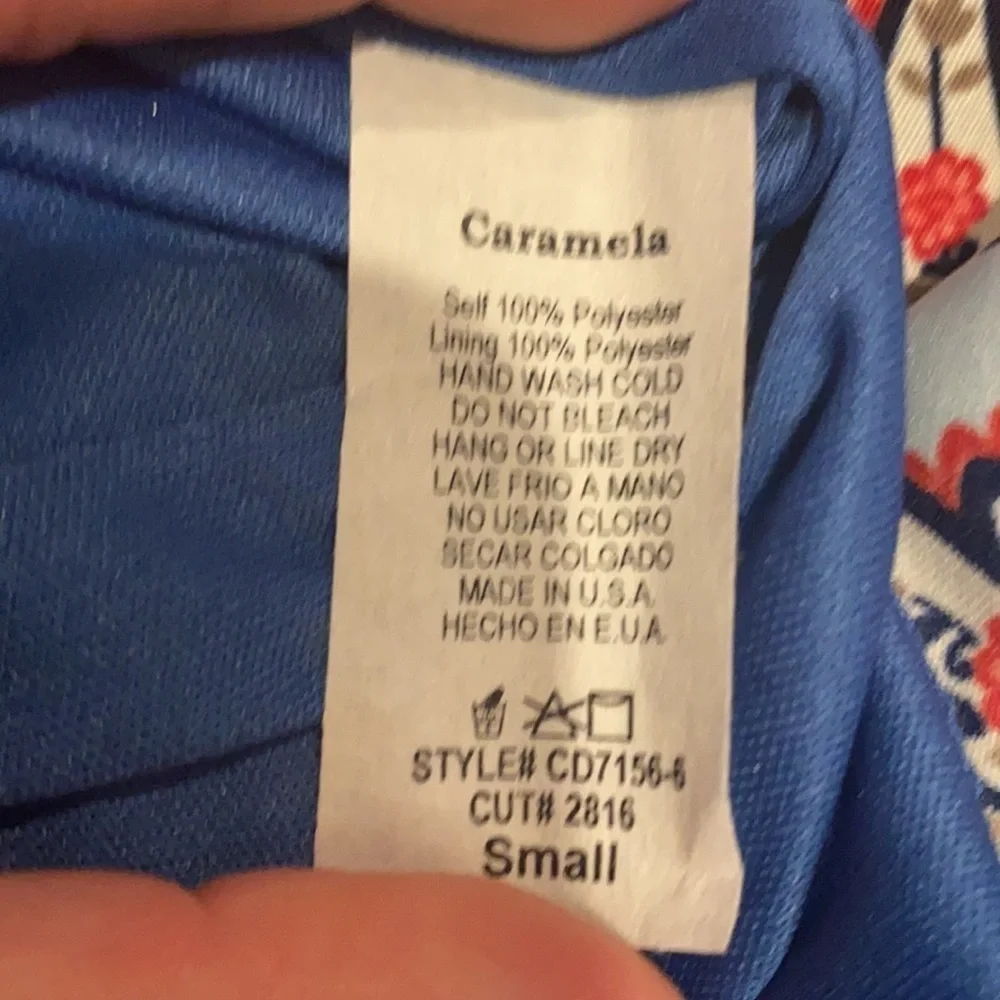 Caramela
Self 100% Polyester
Lining 100% Polyester
HAND WASH COLD
DO NOT BLEACH
HANG OR LINE DRY
LAVE FRIO A MANO
NO USAR CLORO
SECAR COLGADO
MADE IN U.S.A.
HECHO EN E.U.A.
STYLE# CD7156-6
CUT# 2816
Small